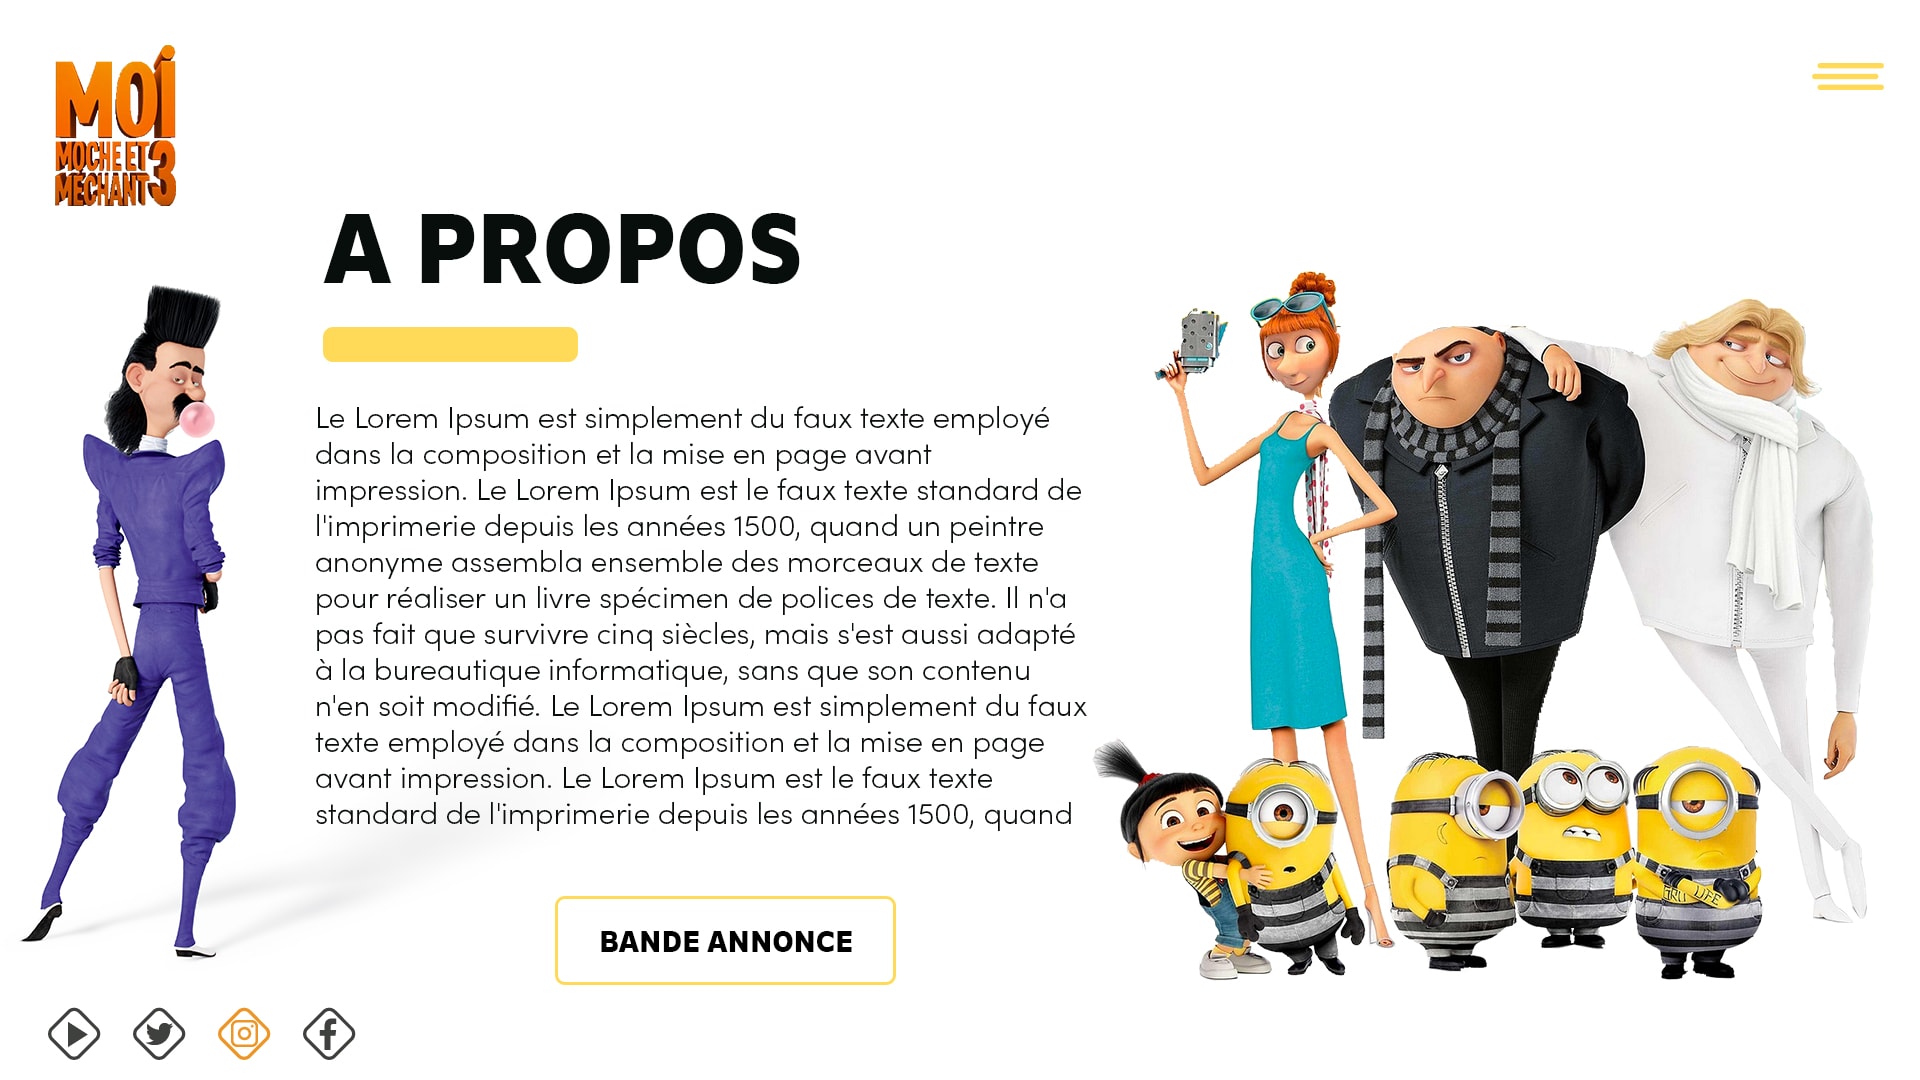 MOI
MOCHE ET
MÉCHANT 3
A PROPOS
Le Lorem Ipsum est simplement du faux texte employé
dans la composition et la mise en page avant
impression. Le Lorem Ipsum est le faux texte standard de
l'imprimerie depuis les années 1500, quand un peintre
anonyme assembla ensemble des morceaux de texte
pour réaliser un livre spécimen de polices de texte. Il n'a
pas fait que survivre cinq siècles, mais s'est aussi adapté
à la bureautique informatique, sans que son contenu
n'en soit modifié. Le Lorem Ipsum est simplement du faux
texte employé dans la composition et la mise en page
avant impression. Le Lorem Ipsum est le faux texte
standard de l'imprimerie depuis les années 1500, quand
GRU LIFE
BANDE ANNONCE